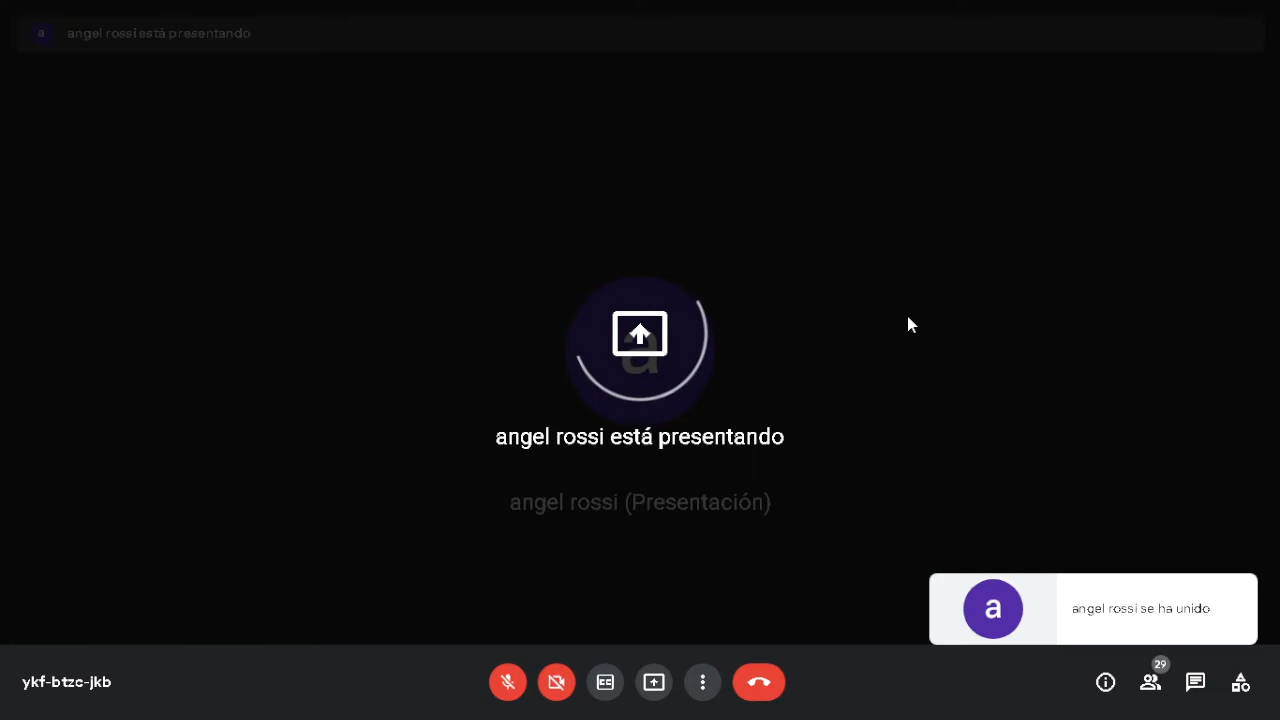 a angel rossi está presentando
a
angel rossi está presentando
angel rossi (Presentación)
a angel rossi se ha unido
ykf-btzc-jkb
CC
29